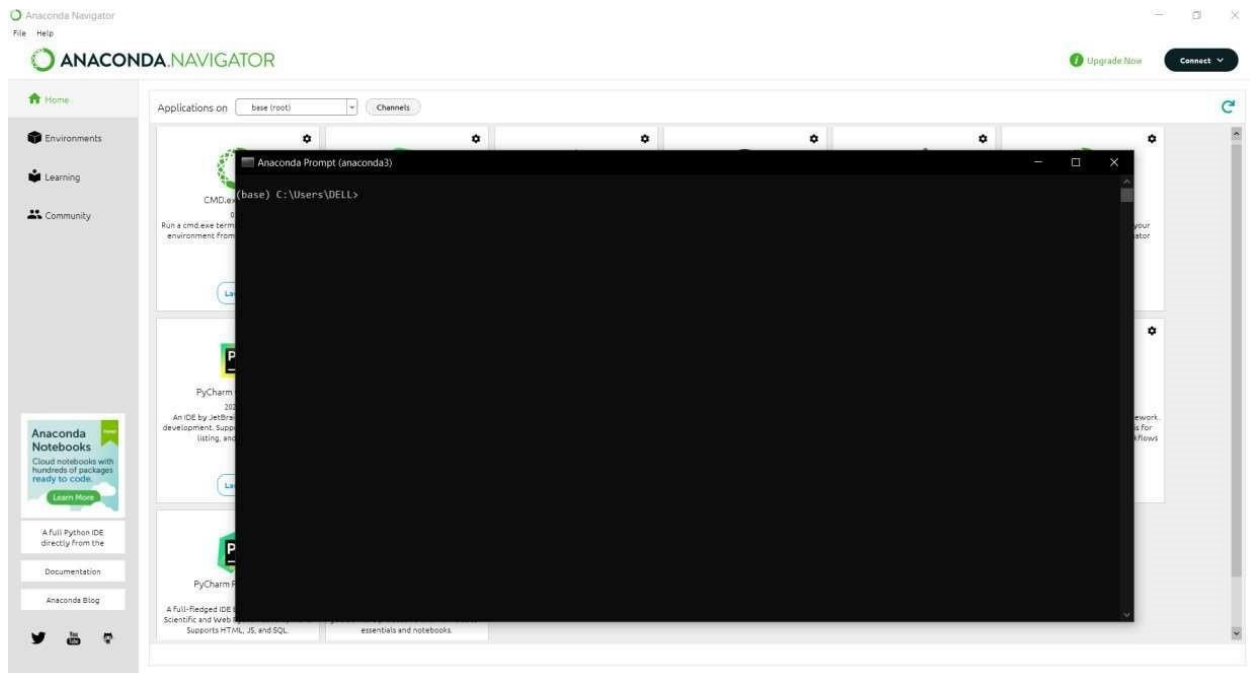 Anaconda Navigator
File Help
ANACONDA.NAVIGATOR
Upgrade Now
Connect
Home
Applications on base (root) Channels
Environments
Learning
Community
Anaconda Prompt (anaconda3)
(base) C:\Users\DELL>
CMD.e
Run a cmd.exe term
environment from
your
ator
La
PyCharm
202
An IDE by JetBra
development. Supp
listing, and
ework
is for
kflows
La
Anaconda
Notebooks
Cloud notebooks with
hundreds of packages
ready to code.
Learn More
A full Python IDE
directly from the
Documentation
Anaconda Blog
PyCharm P
A full-fledged IDE
Scientific and Web
Supports HTML, JS, and SQL.
essentials and notebooks.